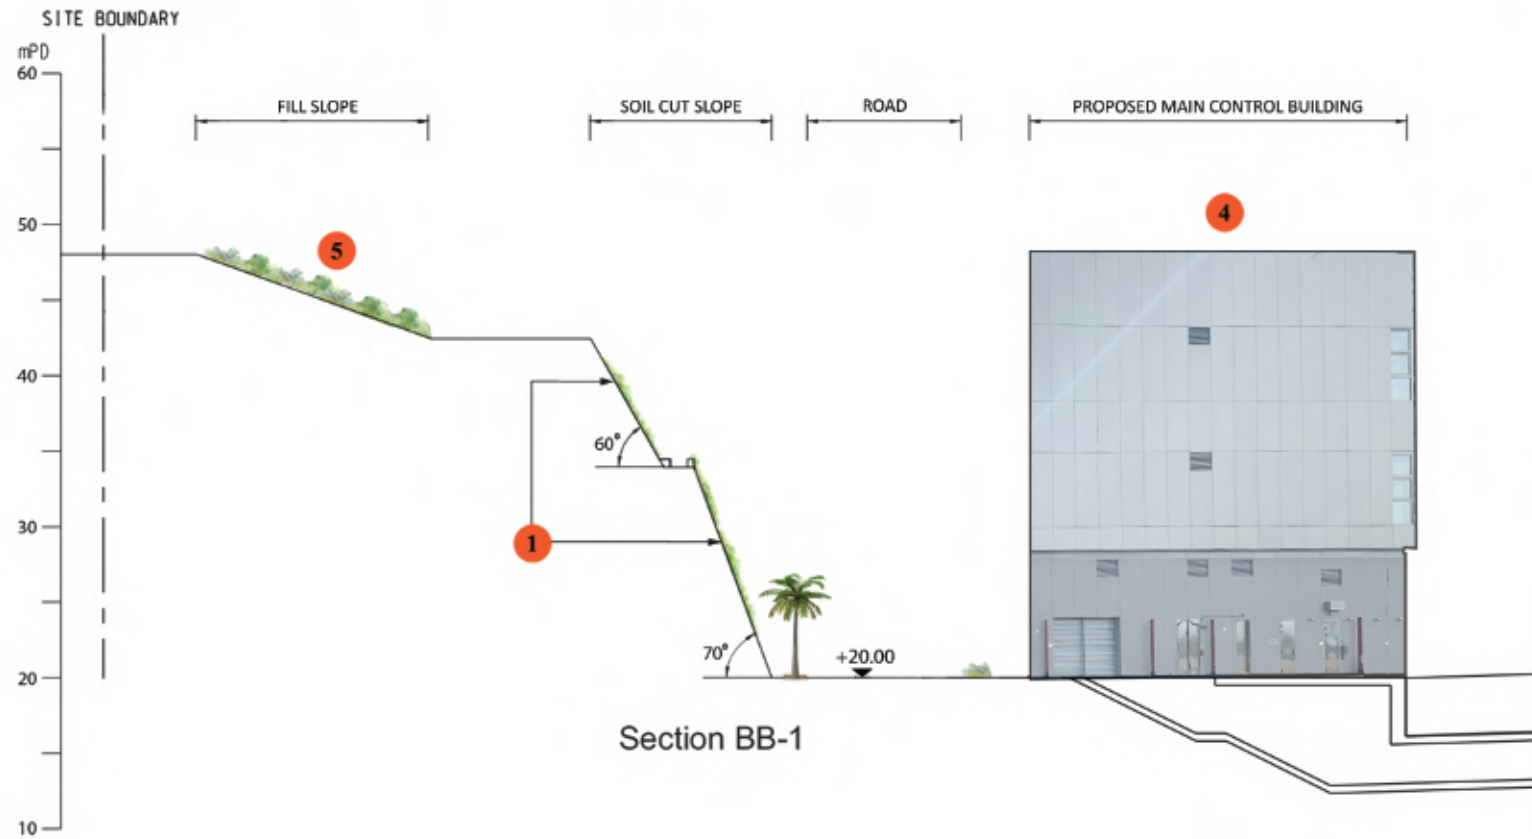 SITE BOUNDARY
mPD
60
FILL SLOPE
SOIL CUT SLOPE
ROAD
PROPOSED MAIN CONTROL BUILDING
4
50
5
40
60°
30
1
70°
+20.00
20
Section BB-1
10